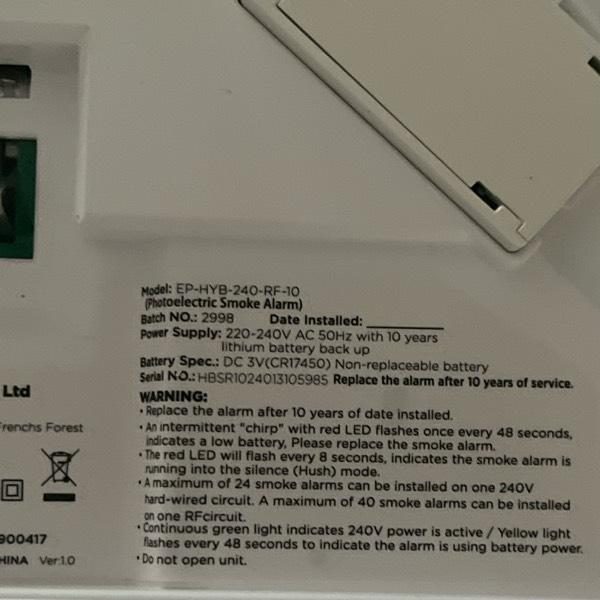 Model: EP-HYB-240-RF-10
(Photoelectric Smoke Alarm)
Batch NO.: 2998 Date Installed:
Power Supply: 220-240V AC 50Hz with 10 years
lithium battery back up
Battery Spec.: DC 3V(CR17450) Non-replaceable battery
Serial NO.: HBSR1024013105985 Replace the alarm after 10 years of service.
WARNING:
• Replace the alarm after 10 years of date installed.
• An intermittent "chirp" with red LED flashes once every 48 seconds,
indicates a low battery, Please replace the smoke alarm.
• The red LED will flash every 8 seconds, indicates the smoke alarm is
running into the silence (Hush) mode.
• A maximum of 24 smoke alarms can be installed on one 240V
hard-wired circuit. A maximum of 40 smoke alarms can be installed
on one RFcircuit.
• Continuous green light indicates 240V power is active / Yellow light
flashes every 48 seconds to indicate the alarm is using battery power.
• Do not open unit.
Ltd
Frenchs Forest
900417
HINA Ver:1.0